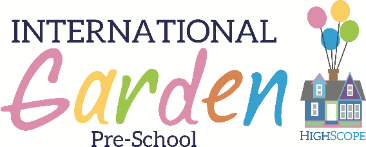 INTERNATIONAL
Garden
Pre-School
HIGHSCOPE